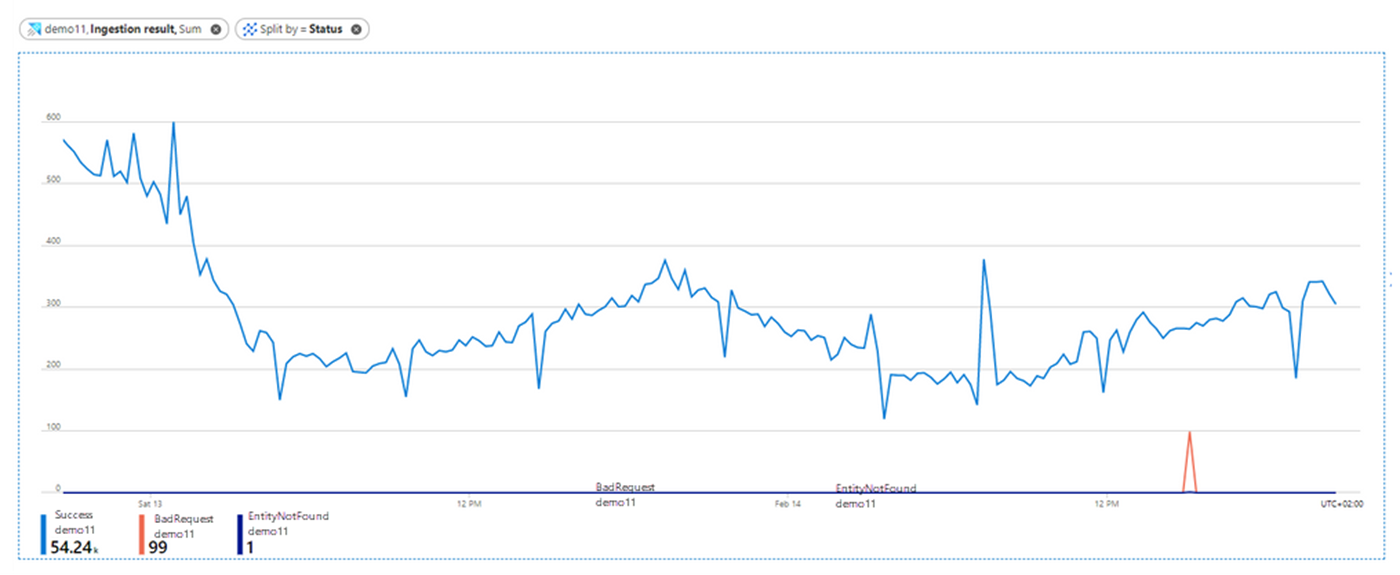 demo11, Ingestion result, Sum
Split by = Status
600
500
400
300
200
100
0
Sat 13
12 PM
BadRequest
demo11
Feb 14
EntityNotFound
demo11
12 PM
UTC+02:00
Success
demo11
54.24k
BadRequest
demo11
99
EntityNotFound
demo11
1